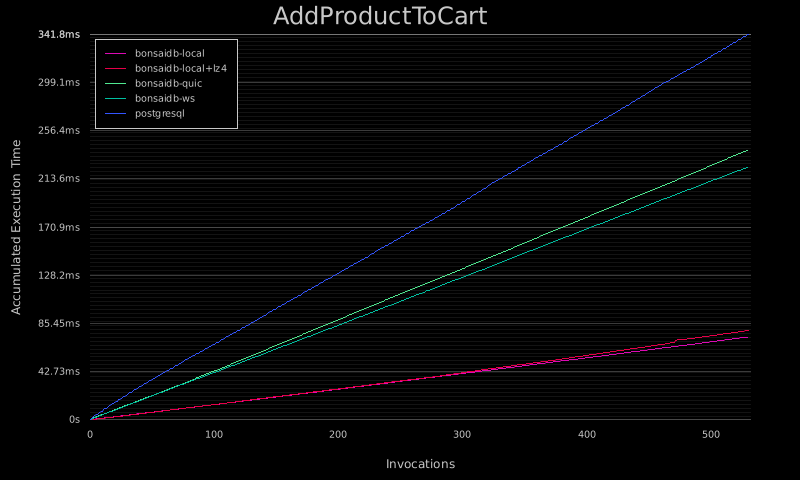 AddProductToCart
341.8ms
299.1ms
256.4ms
213.6ms
170.9ms
128.2ms
85.45ms
42.73ms
0s
Accumulated Execution Time
bonsaidb-local
bonsaidb-local+lz4
bonsaidb-quic
bonsaidb-ws
postgresql
0 100 200 300 400 500
Invocations